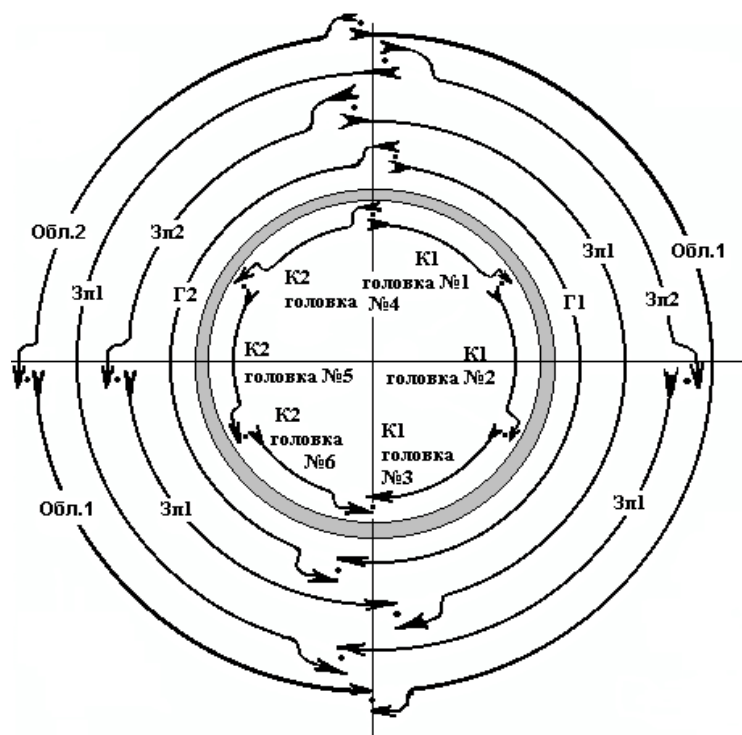 Обл.2
Зп2
Зп1
Г2
К2
головка
№4
К1
головка №1
Зп1
Обл.1
Зп2
Г1
К2
головка №5
К1
головка №2
К2
головка
№6
К1
головка
№3
Обл.1
Зп1
Зп1